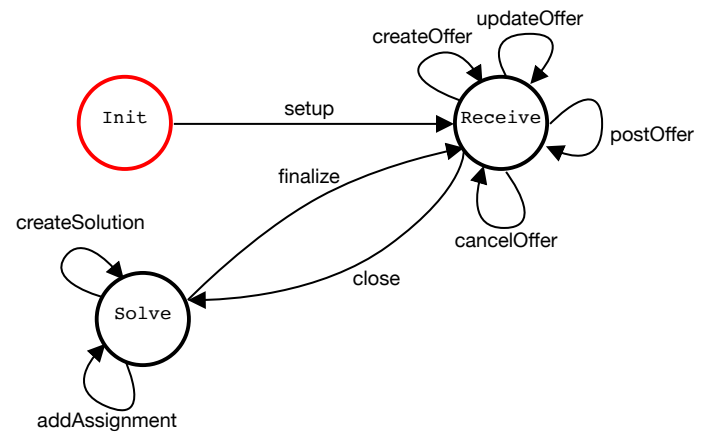 updateOffer
createOffer
Init
setup
Receive
postOffer
finalize
createSolution
cancelOffer
close
Solve
addAssignment